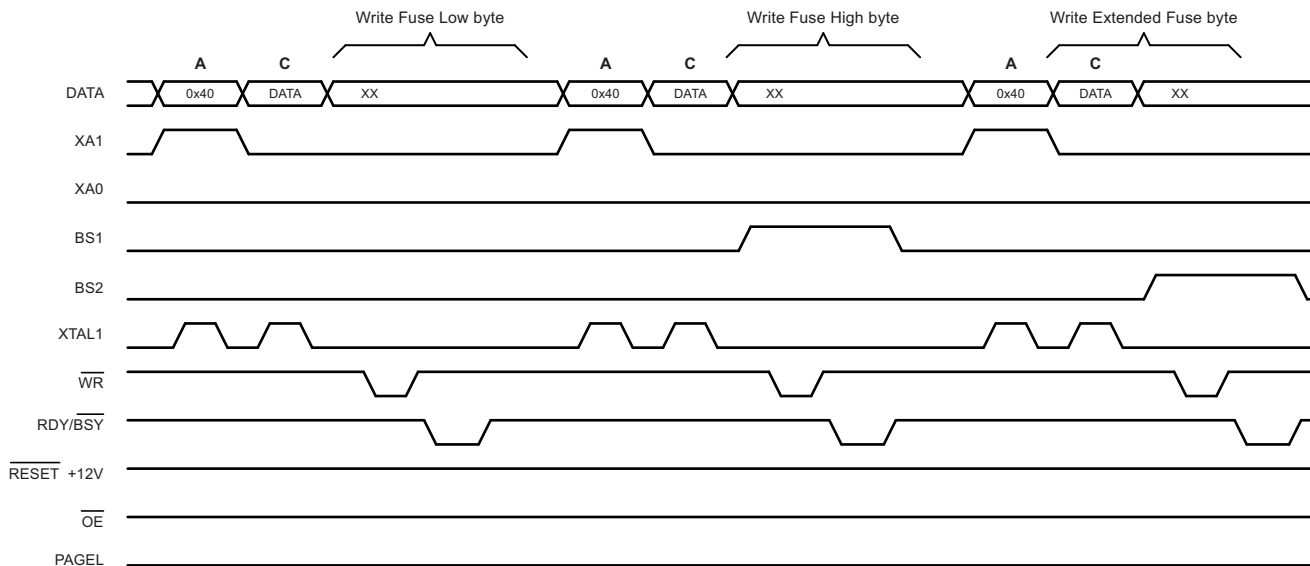 Write Fuse Low byte Write Fuse High byte Write Extended Fuse byte
A C A C A C
DATA 0x40 DATA XX 0x40 DATA XX 0x40 DATA XX
XA1
XA0
BS1
BS2
XTAL1
WR
RDY/BSY
RESET +12V
OE
PAGEL